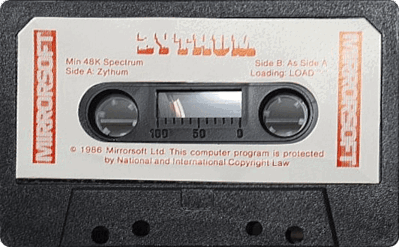 ZYTHUM
MIRRORSOFT
Min 48K Spectrum
Side A: Zythum
Side B: As Side A
Loading: LOAD ""
MIRRORSOFT
100 50 0
© 1986 Mirrorsoft Ltd. This computer program is protected
by National and International Copyright Law